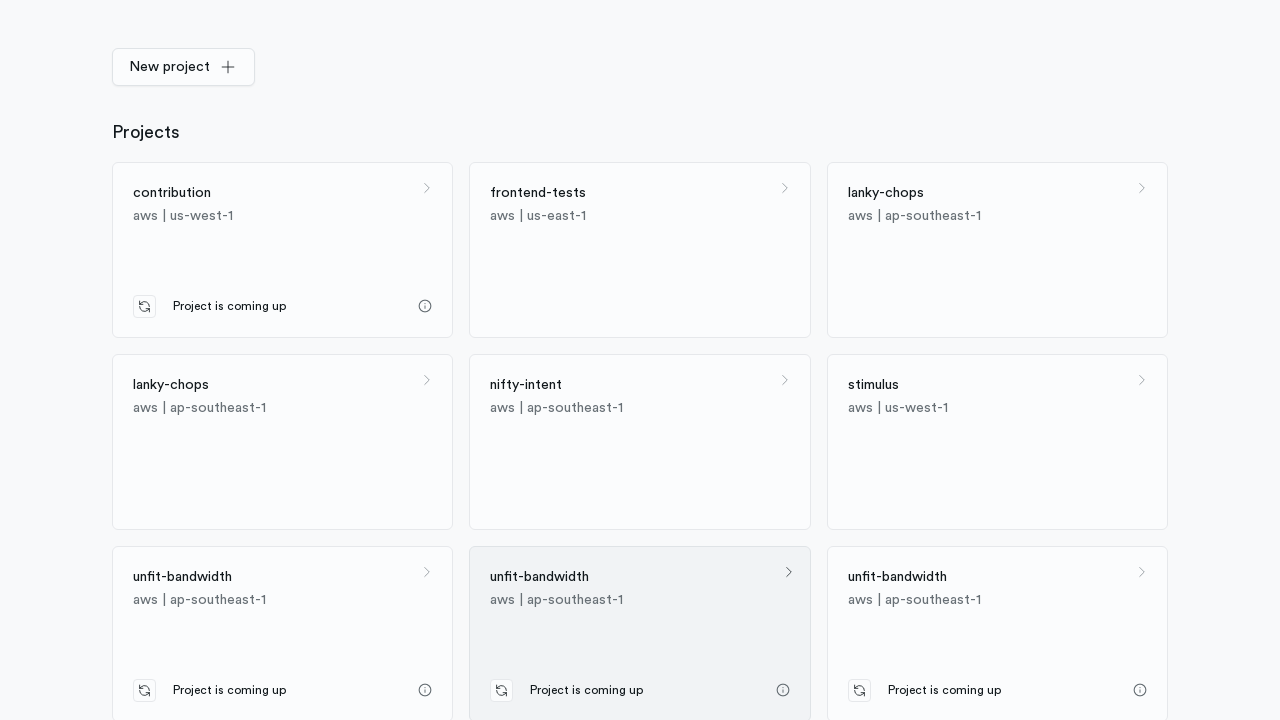 New project
Projects
contribution
aws | us-west-1
Project is coming up
frontend-tests
aws | us-east-1
lanky-chops
aws | ap-southeast-1
lanky-chops
aws | ap-southeast-1
nifty-intent
aws | ap-southeast-1
stimulus
aws | us-west-1
unfit-bandwidth
aws | ap-southeast-1
Project is coming up
unfit-bandwidth
aws | ap-southeast-1
Project is coming up
unfit-bandwidth
aws | ap-southeast-1
Project is coming up